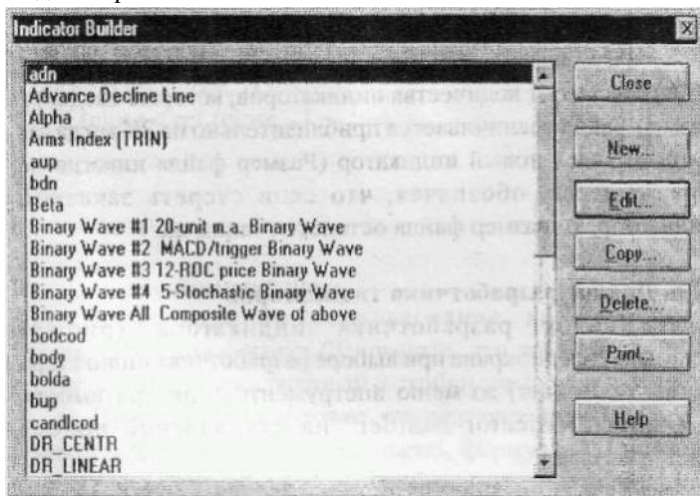 Indicator Builder
adn
Advance Decline Line
Alpha
Arms Index (TRIN)
aup
bdn
Beta
Binary Wave #1 20-unit m.a. Binary Wave
Binary Wave #2 MACD/trigger Binary Wave
Binary Wave #3 12-ROC price Binary Wave
Binary Wave #4 5-Stochastic Binary Wave
Binary Wave All Composite Wave of above
bodcod
body
bolda
bup
candlcod
DR_CENTR
DR_LINEAR
Close
New...
Edit...
Copy...
Delete...
Print...
Help